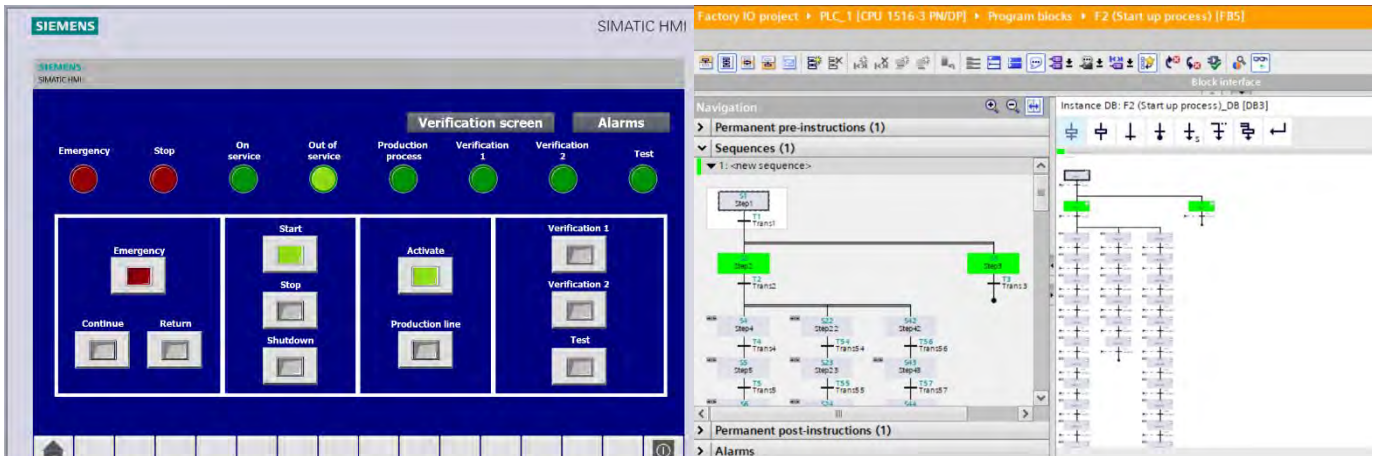 SIEMENS
SIMATIC HMI
SIEMENS
SIMATIC HMI
Verification screen
Alarms
Emergency
Stop
On service
Out of service
Production process
Verification 1
Verification 2
Test
Emergency
Continue
Return
Start
Stop
Shutdown
Activate
Production line
Verification 1
Verification 2
Test
Factory IO project ▸ PLC_1 [CPU 1516-3 PN/DP] ▸ Program blocks ▸ F2 (Start up process) [FB5]
Block interface
Navigation
Permanent pre-instructions (1)
Sequences (1)
1: <new sequence>
S1
Step1
T1
Trans1
Step2
Step3
T2
Trans2
T3
Trans3
S4
Step4
S22
Step22
S42
Step42
T4
Trans4
T54
Trans54
T56
Trans56
S5
Step5
S23
Step23
T5
Trans5
T55
Trans55
T57
Trans57
S6
S24
S44
Permanent post-instructions (1)
Alarms
Instance DB: F2 (Start up process)_DB [DB3]